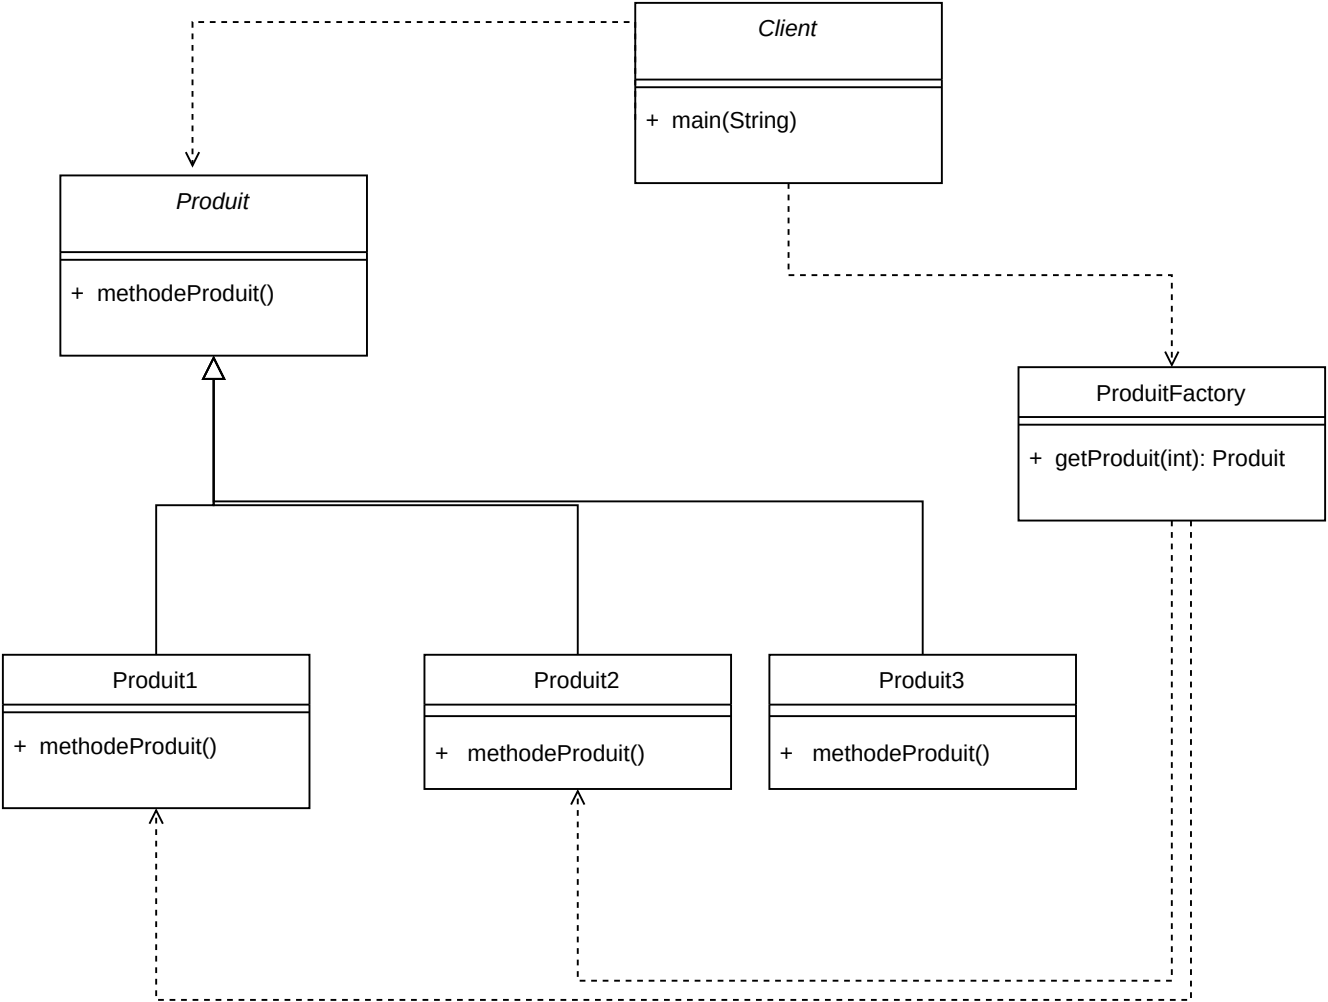 Client
+ main(String)
Produit
+ methodeProduit()
ProduitFactory
+ getProduit(int): Produit
Produit1
+ methodeProduit()
Produit2
+ methodeProduit()
Produit3
+ methodeProduit()